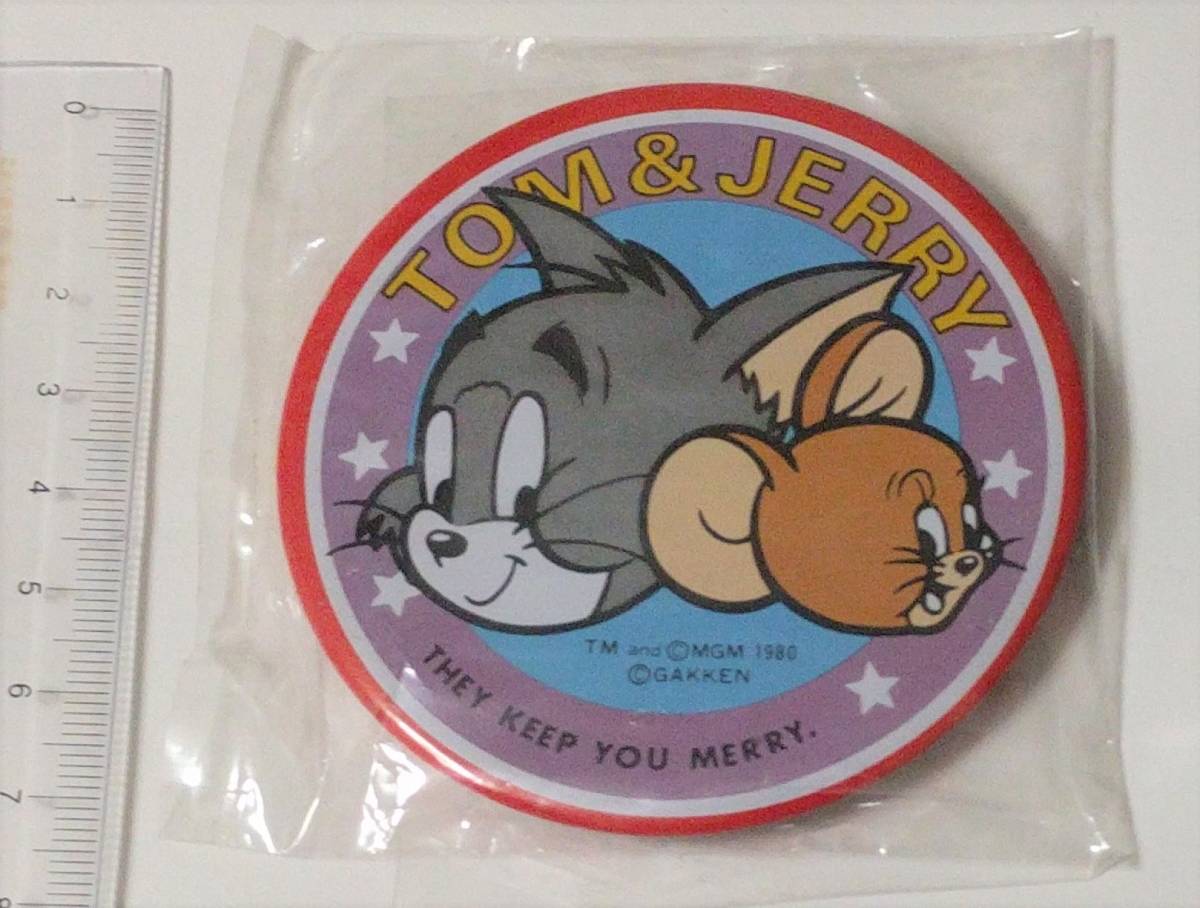 TOM & JERRY
TM and ©MGM 1980
©GAKKEN
THEY KEEP YOU MERRY.
0
1
2
3
4
5
6
7